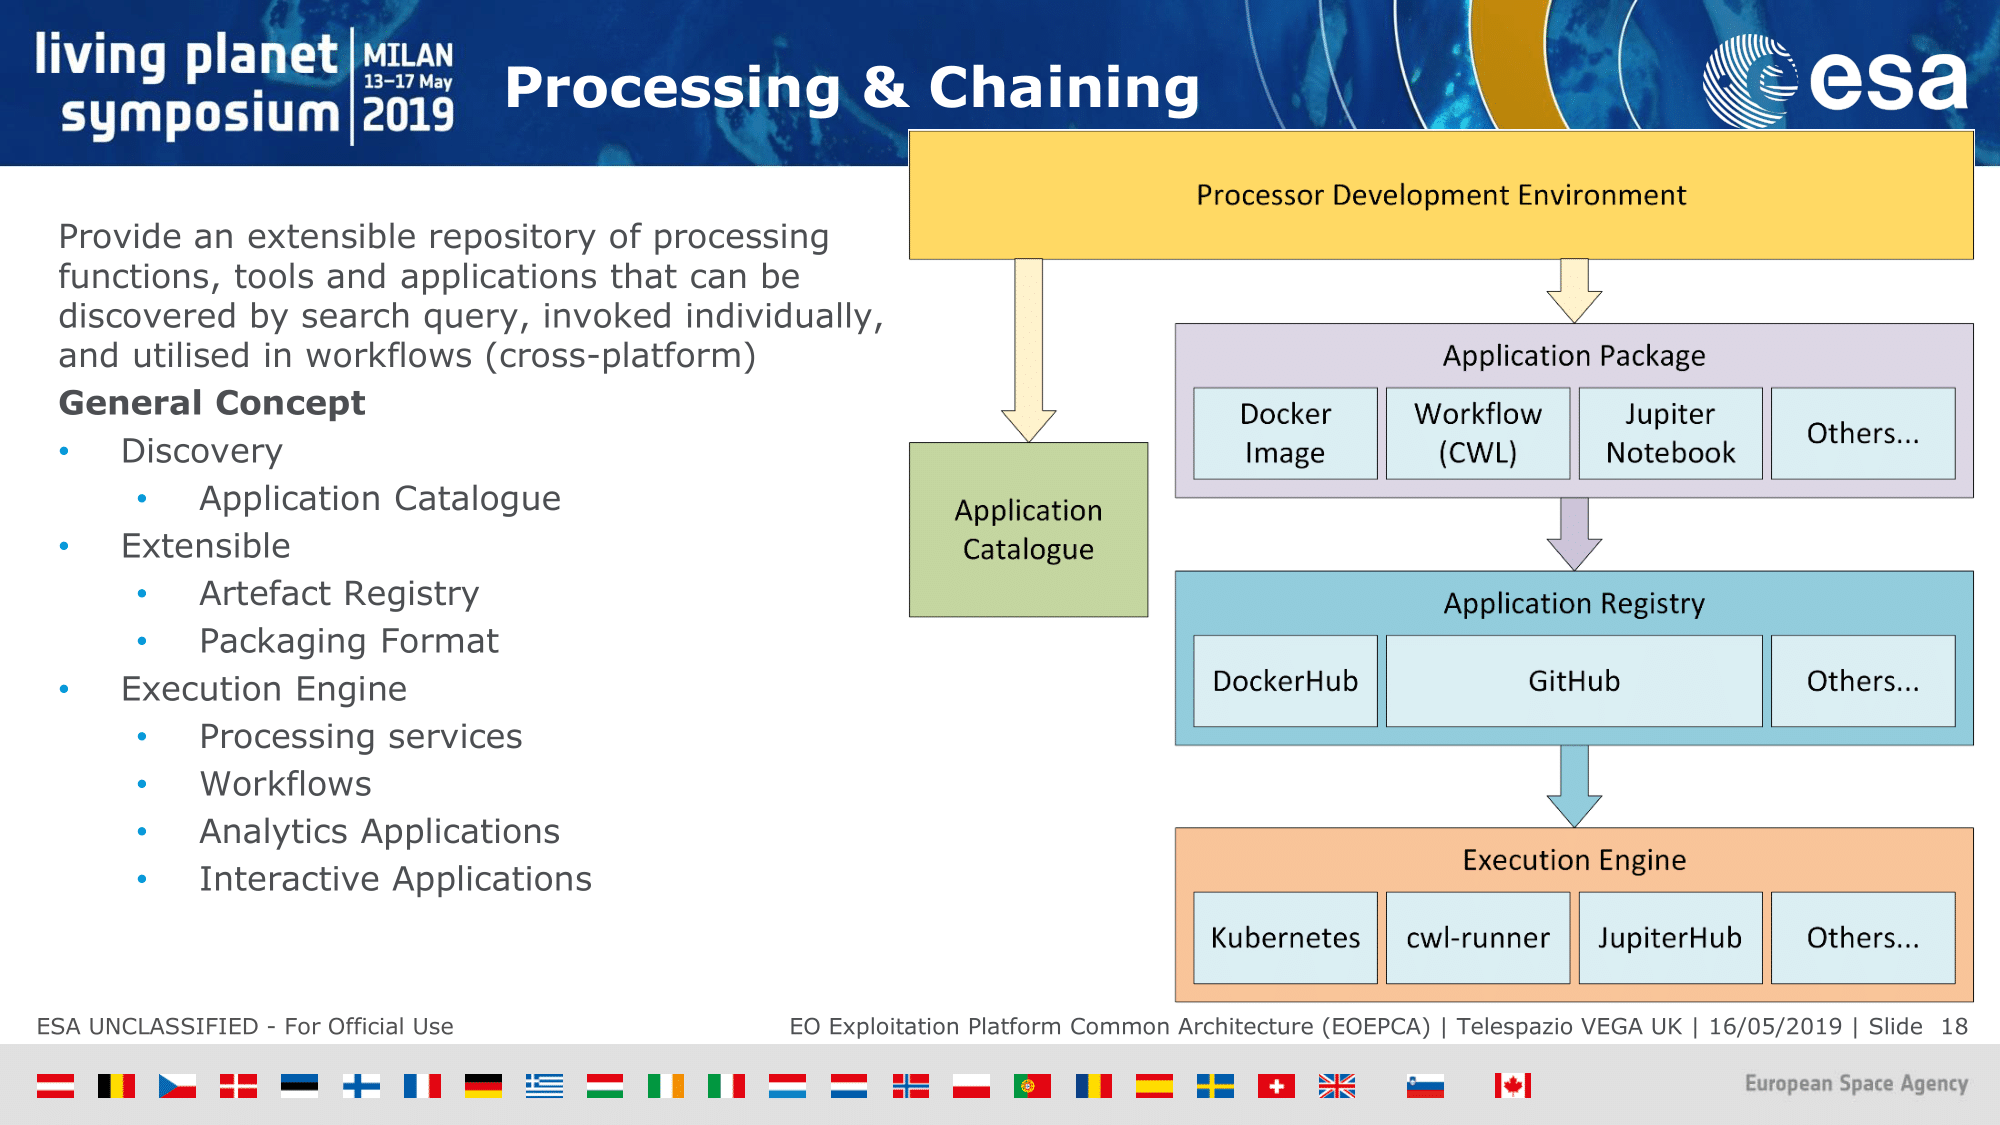 living planet
symposium
MILAN
13-17 May
2019
Processing & Chaining
esa
Provide an extensible repository of processing
functions, tools and applications that can be
discovered by search query, invoked individually,
and utilised in workflows (cross-platform)
General Concept
• Discovery
• Application Catalogue
• Extensible
• Artefact Registry
• Packaging Format
• Execution Engine
• Processing services
• Workflows
• Analytics Applications
• Interactive Applications
Processor Development Environment
Application
Catalogue
Application Package
Docker
Image
Workflow
(CWL)
Jupiter
Notebook
Others...
Application Registry
DockerHub
GitHub
Others...
Execution Engine
Kubernetes
cwl-runner
JupiterHub
Others...
ESA UNCLASSIFIED - For Official Use
EO Exploitation Platform Common Architecture (EOEPCA) | Telespazio VEGA UK | 16/05/2019 | Slide 18
European Space Agency